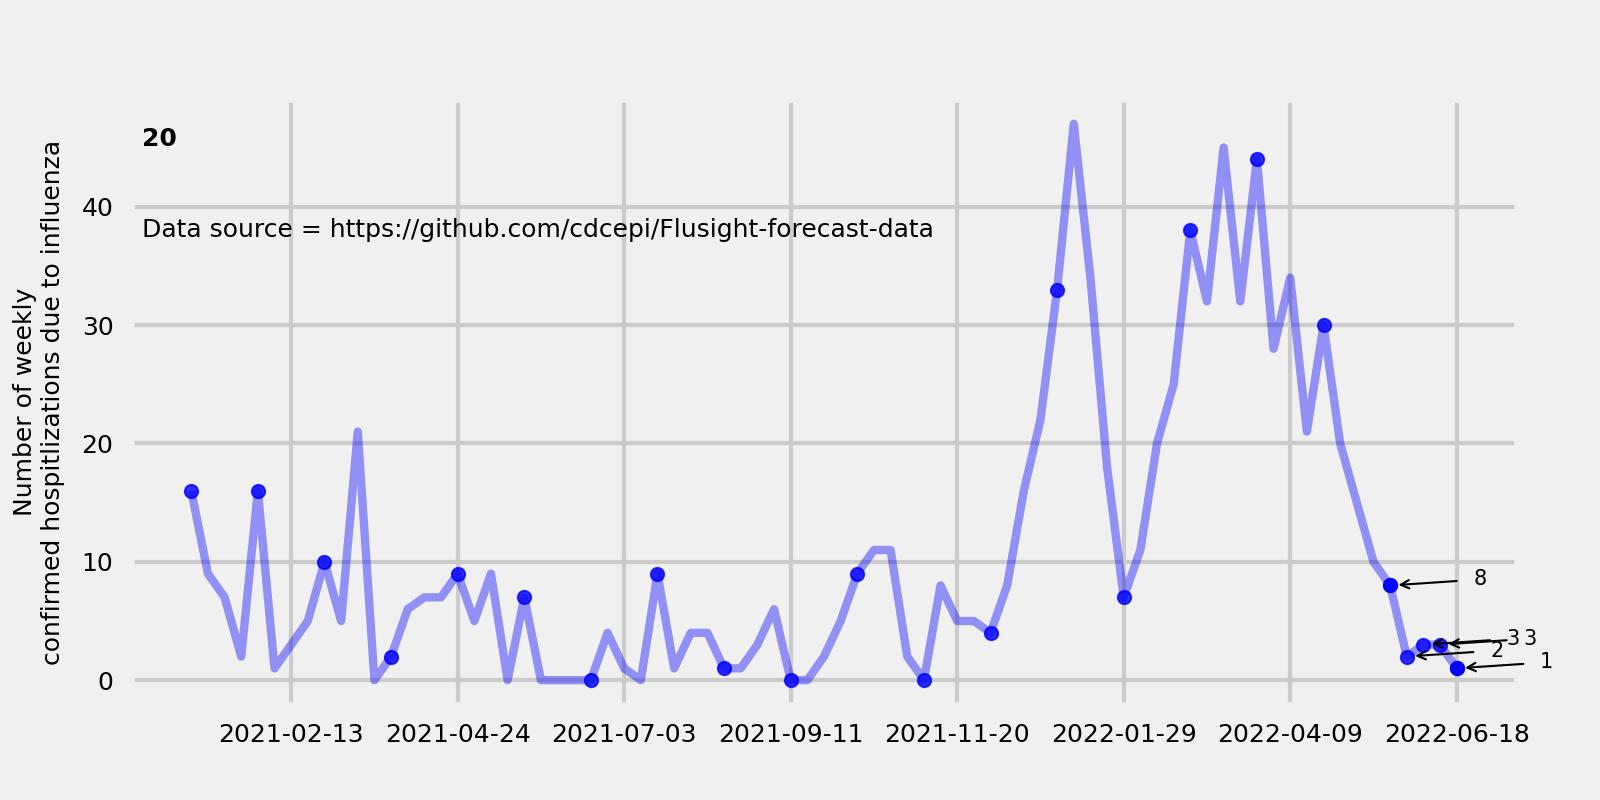 20
Data source = https://github.com/cdcepi/Flusight-forecast-data
Number of weekly
confirmed hospitlizations due to influenza
40
30
20
10
0
8
3 3
2
1
2021-02-13 2021-04-24 2021-07-03 2021-09-11 2021-11-20 2022-01-29 2022-04-09 2022-06-18